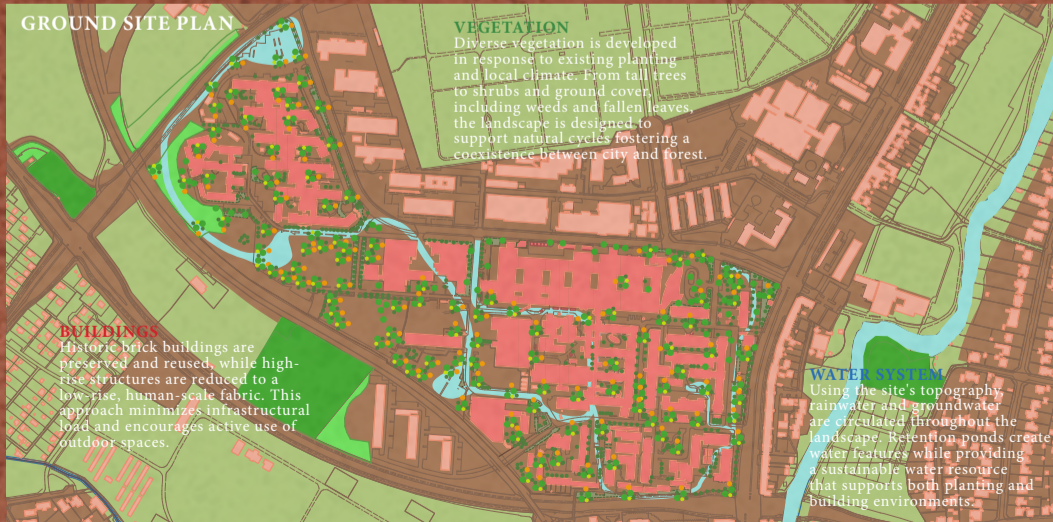 GROUND SITE PLAN
VEGETATION
Diverse vegetation is developed
in response to existing planting
and local climate. From tall trees
to shrubs and ground cover,
including weeds and fallen leaves,
the landscape is designed to
support natural cycles fostering a
coexistence between city and forest.
BUILDINGS
Historic brick buildings are
preserved and reused, while high-
rise structures are reduced to a
low-rise, human-scale fabric. This
approach minimizes infrastructural
load and encourages active use of
outdoor spaces.
WATER SYSTEM
Using the site's topography,
rainwater and groundwater
are circulated throughout the
landscape. Retention ponds create
water features while providing
a sustainable water resource
that supports both planting and
building environments.